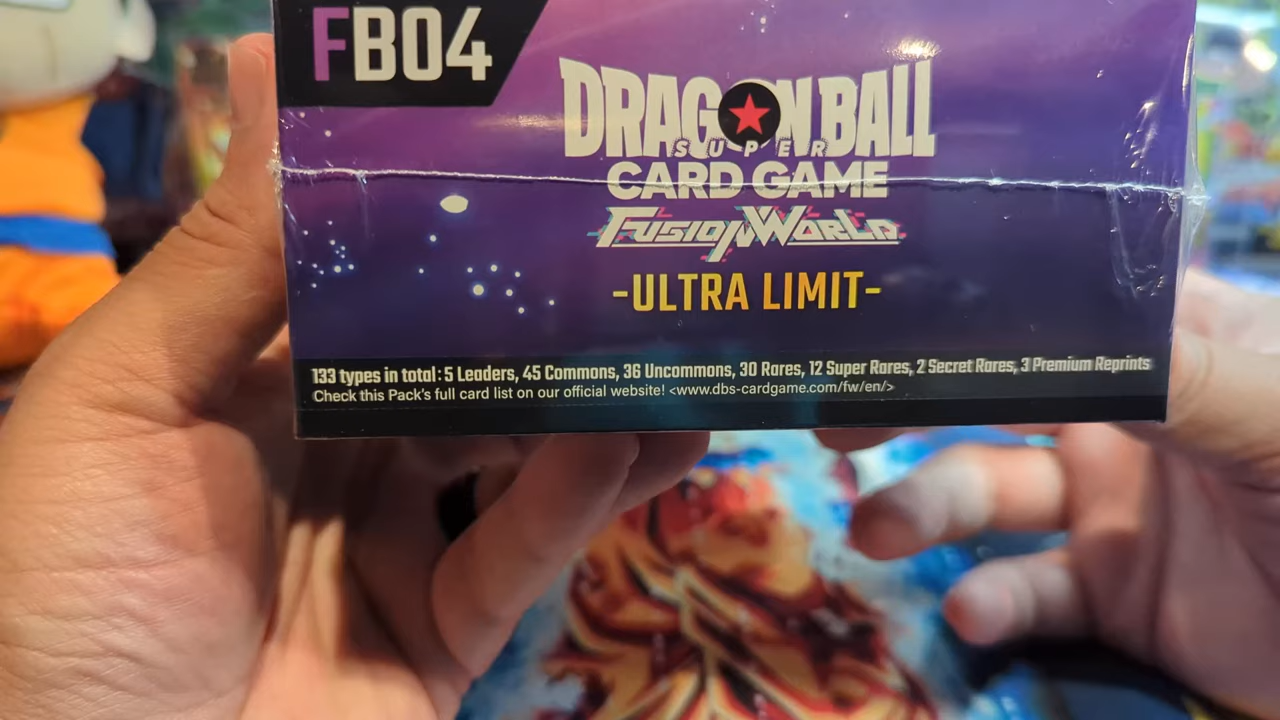 FB04
DRAGON BALL
SUPER
CARD GAME
FUSION WORLD
-ULTRA LIMIT-
133 types in total: 5 Leaders, 45 Commons, 36 Uncommons, 30 Rares, 12 Super Rares, 2 Secret Rares, 3 Premium Reprints
Check this Pack's full card list on our official website! <www.dbs-cardgame.com/fw/en/>